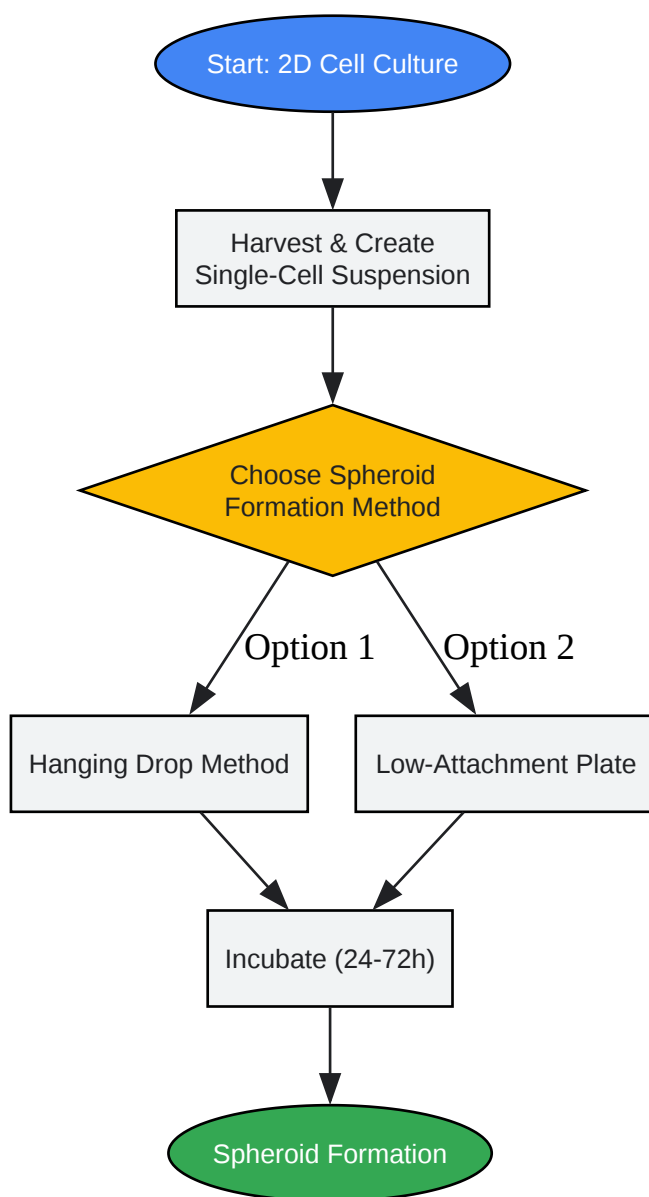 Start: 2D Cell Culture
Harvest & Create
Single-Cell Suspension
Choose Spheroid
Formation Method
Option 1
Option 2
Hanging Drop Method
Low-Attachment Plate
Incubate (24-72h)
Spheroid Formation